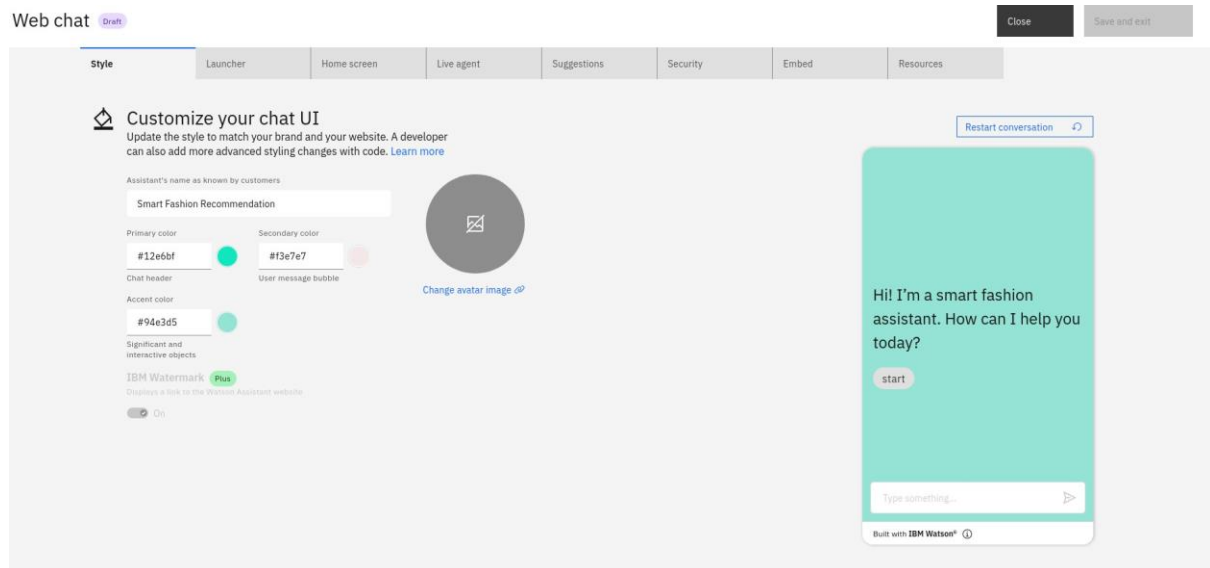 Web chat Draft
Close
Save and exit
Style
Launcher
Home screen
Live agent
Suggestions
Security
Embed
Resources
Customize your chat UI
Update the style to match your brand and your website. A developer
can also add more advanced styling changes with code. Learn more
Assistant's name as known by customers
Smart Fashion Recommendation
Primary color
Secondary color
#12e6bf
#f3e7e7
Chat header
User message bubble
Accent color
#94e3d5
Significant and
interactive objects
IBM Watermark Plus
Displays a link to the Watson Assistant website.
On
Change avatar image
Restart conversation
Hi! I'm a smart fashion
assistant. How can I help you
today?
start
Type something...
Built with IBM Watson®